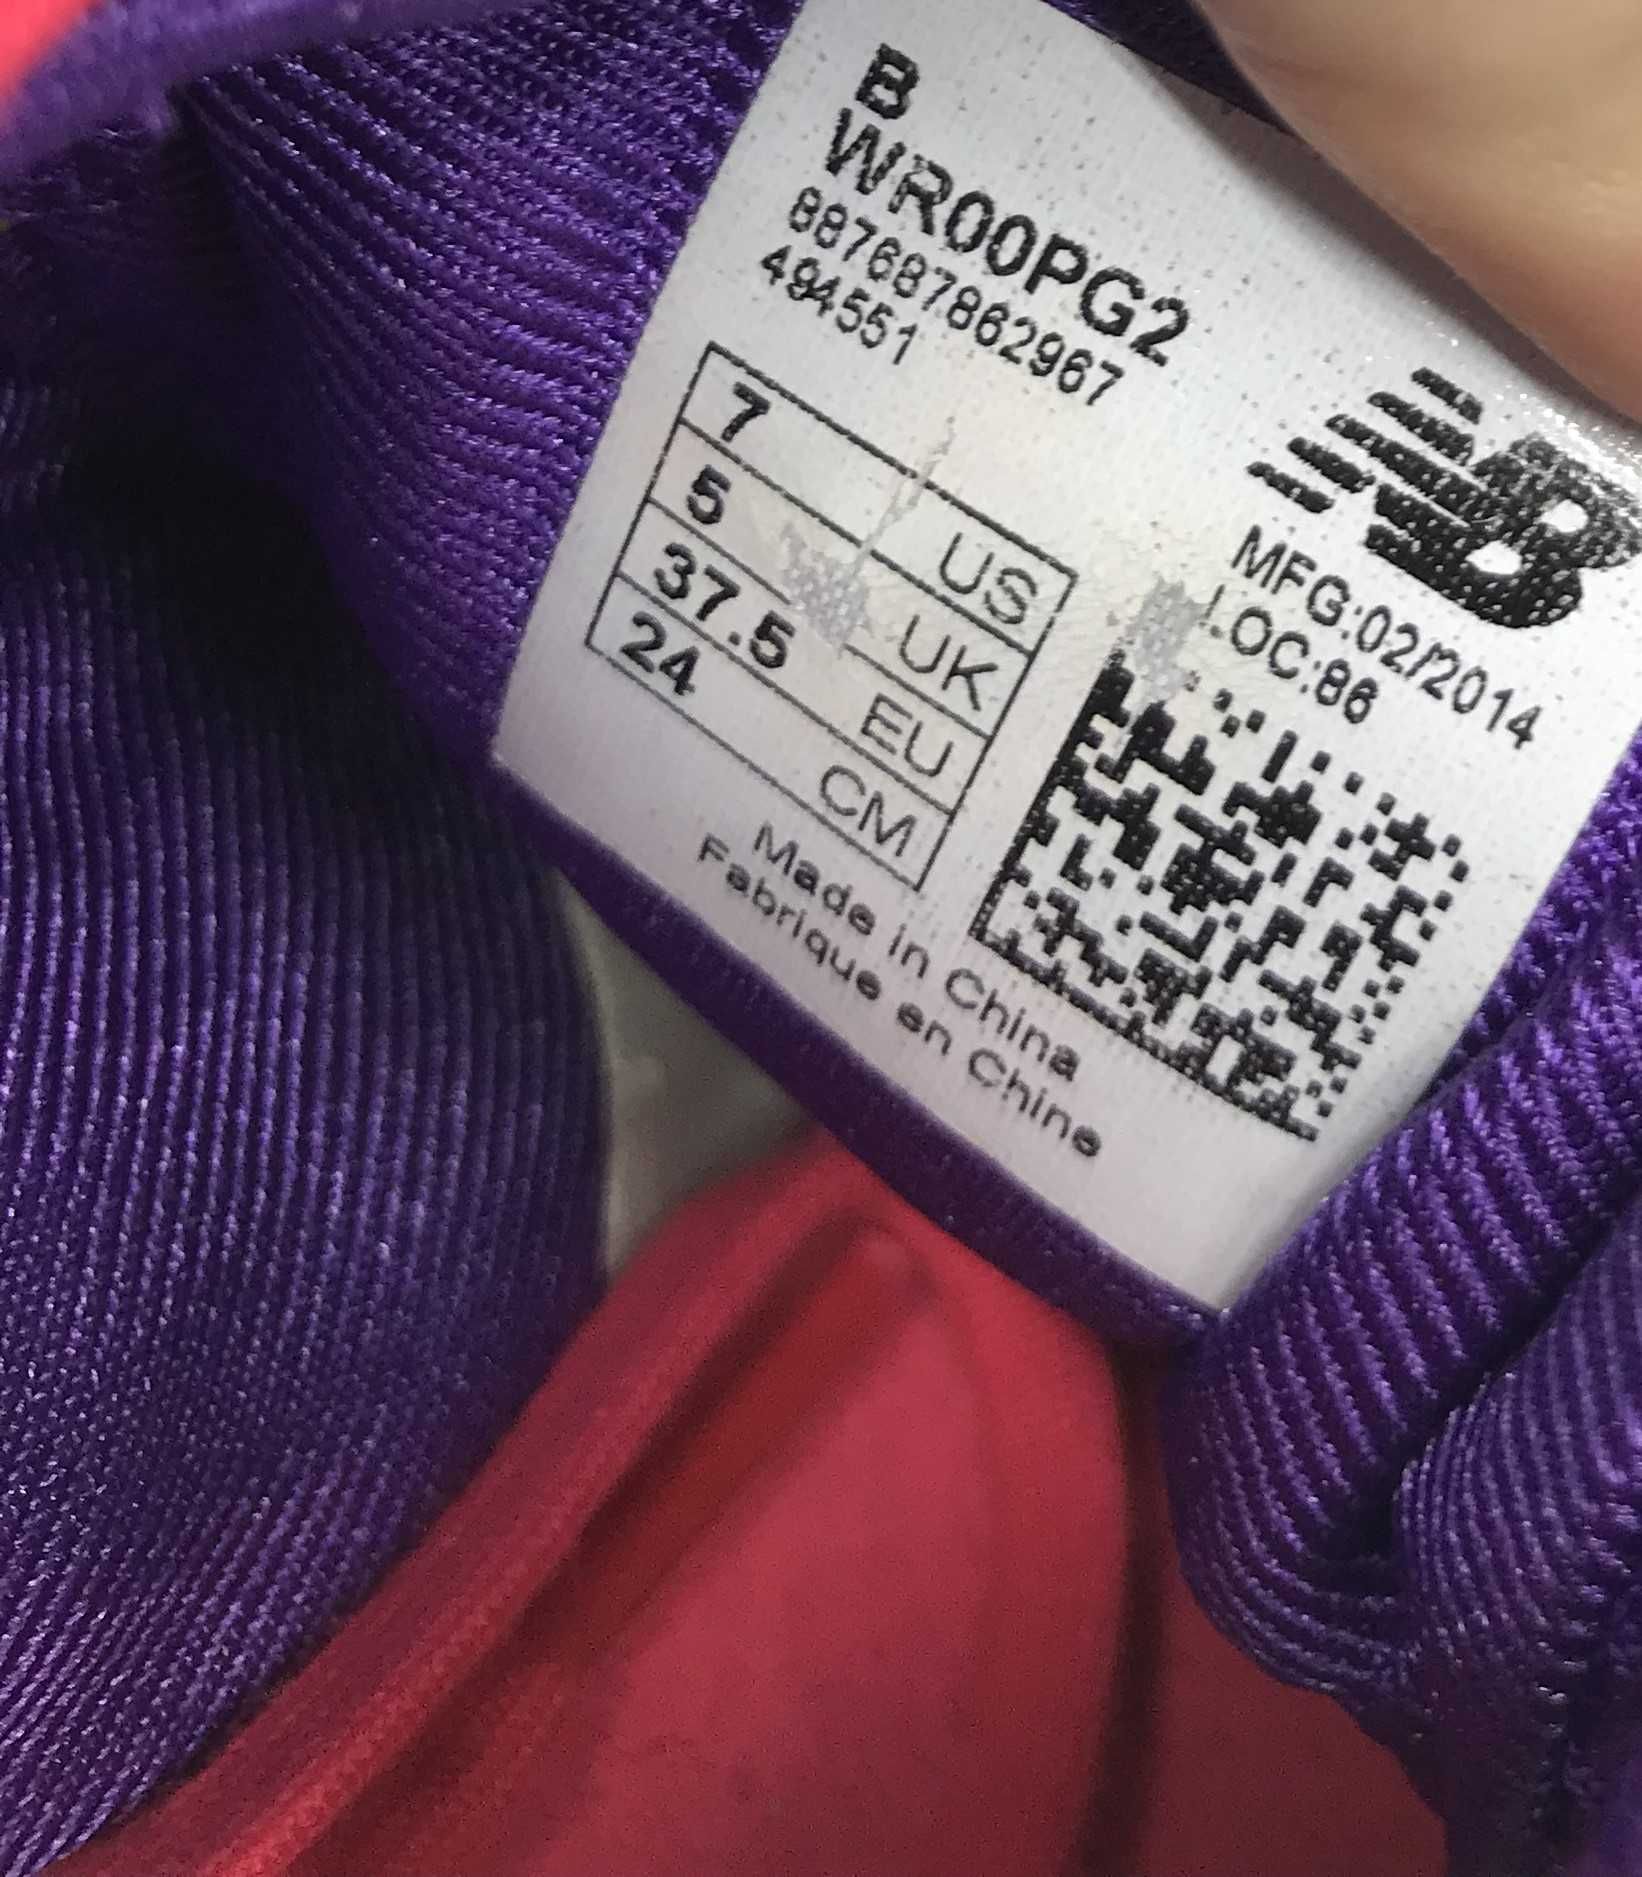 B
WR00PG2
887687862967
494551
NB
7 US
5 UK
37.5 EU
24 CM
MFG:02/2014
LOC:86
Made in China
Fabrique en Chine